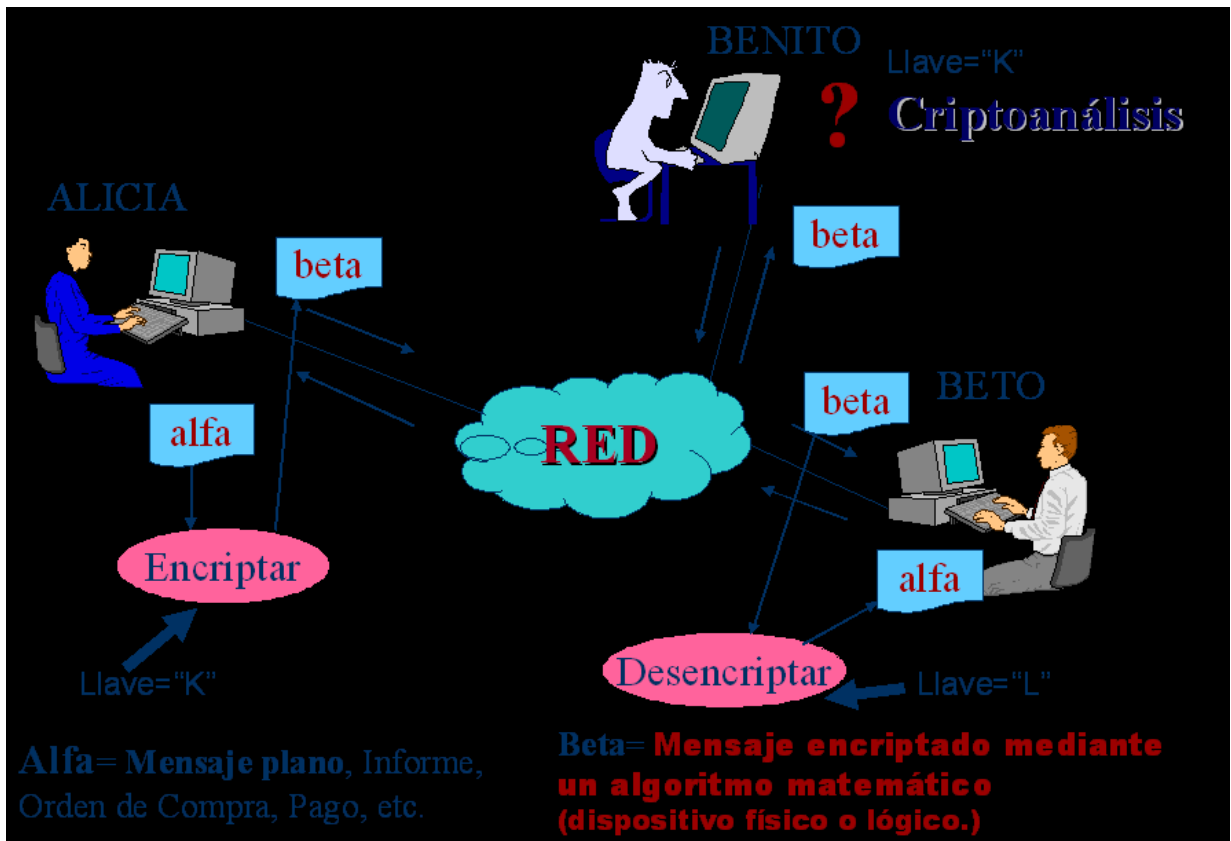 BENITO
Llave=“K”
?
Criptoanálisis
ALICIA
beta
beta
alfa
RED
beta
BETO
Encriptar
alfa
Llave=“K”
Desencriptar
Llave=“L”
Alfa= Mensaje plano, Informe,
Orden de Compra, Pago, etc.
Beta= Mensaje encriptado mediante
un algoritmo matemático
(dispositivo físico o lógico.)